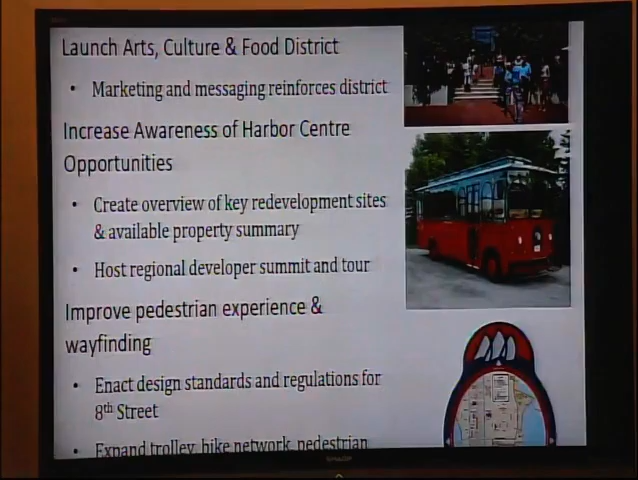 Launch Arts, Culture & Food District
• Marketing and messaging reinforces district
Increase Awareness of Harbor Centre
Opportunities
• Create overview of key redevelopment sites
& available property summary
• Host regional developer summit and tour
Improve pedestrian experience &
wayfinding
• Enact design standards and regulations for
8th Street
• Expand trolley, bike network, pedestrian
SHARP